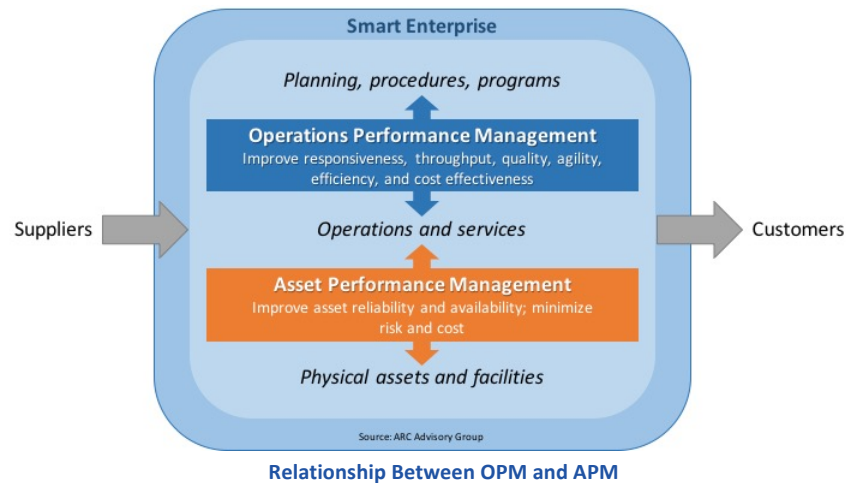 Smart Enterprise
Planning, procedures, programs
Operations Performance Management
Improve responsiveness, throughput, quality, agility,
efficiency, and cost effectiveness
Suppliers
Operations and services
Customers
Asset Performance Management
Improve asset reliability and availability; minimize
risk and cost
Physical assets and facilities
Source: ARC Advisory Group
Relationship Between OPM and APM